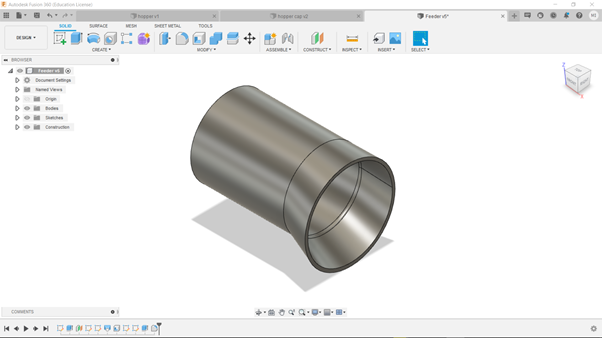 Autodesk Fusion 360 (Education License)
hopper v1
hopper cap v2
Feeder v5*
DESIGN
SOLID SURFACE MESH SHEET METAL TOOLS
CREATE MODIFY ASSEMBLE CONSTRUCT INSPECT INSERT SELECT
BROWSER
Feeder v5
Document Settings
Named Views
Origin
Bodies
Sketches
Construction
COMMENTS